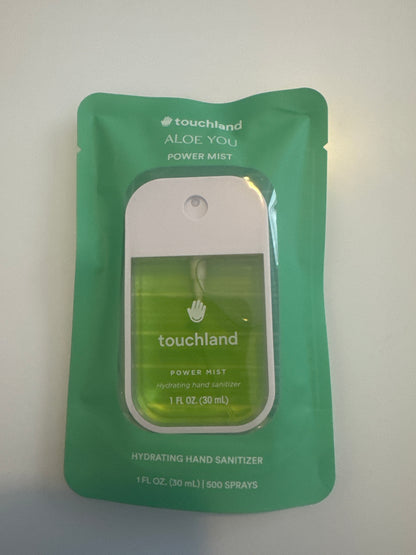 touchland
ALOE YOU
POWER MIST
touchland
POWER MIST
Hydrating hand sanitizer
1 FL OZ. (30 mL)
HYDRATING HAND SANITIZER
1 FL OZ. (30 mL) | 500 SPRAYS